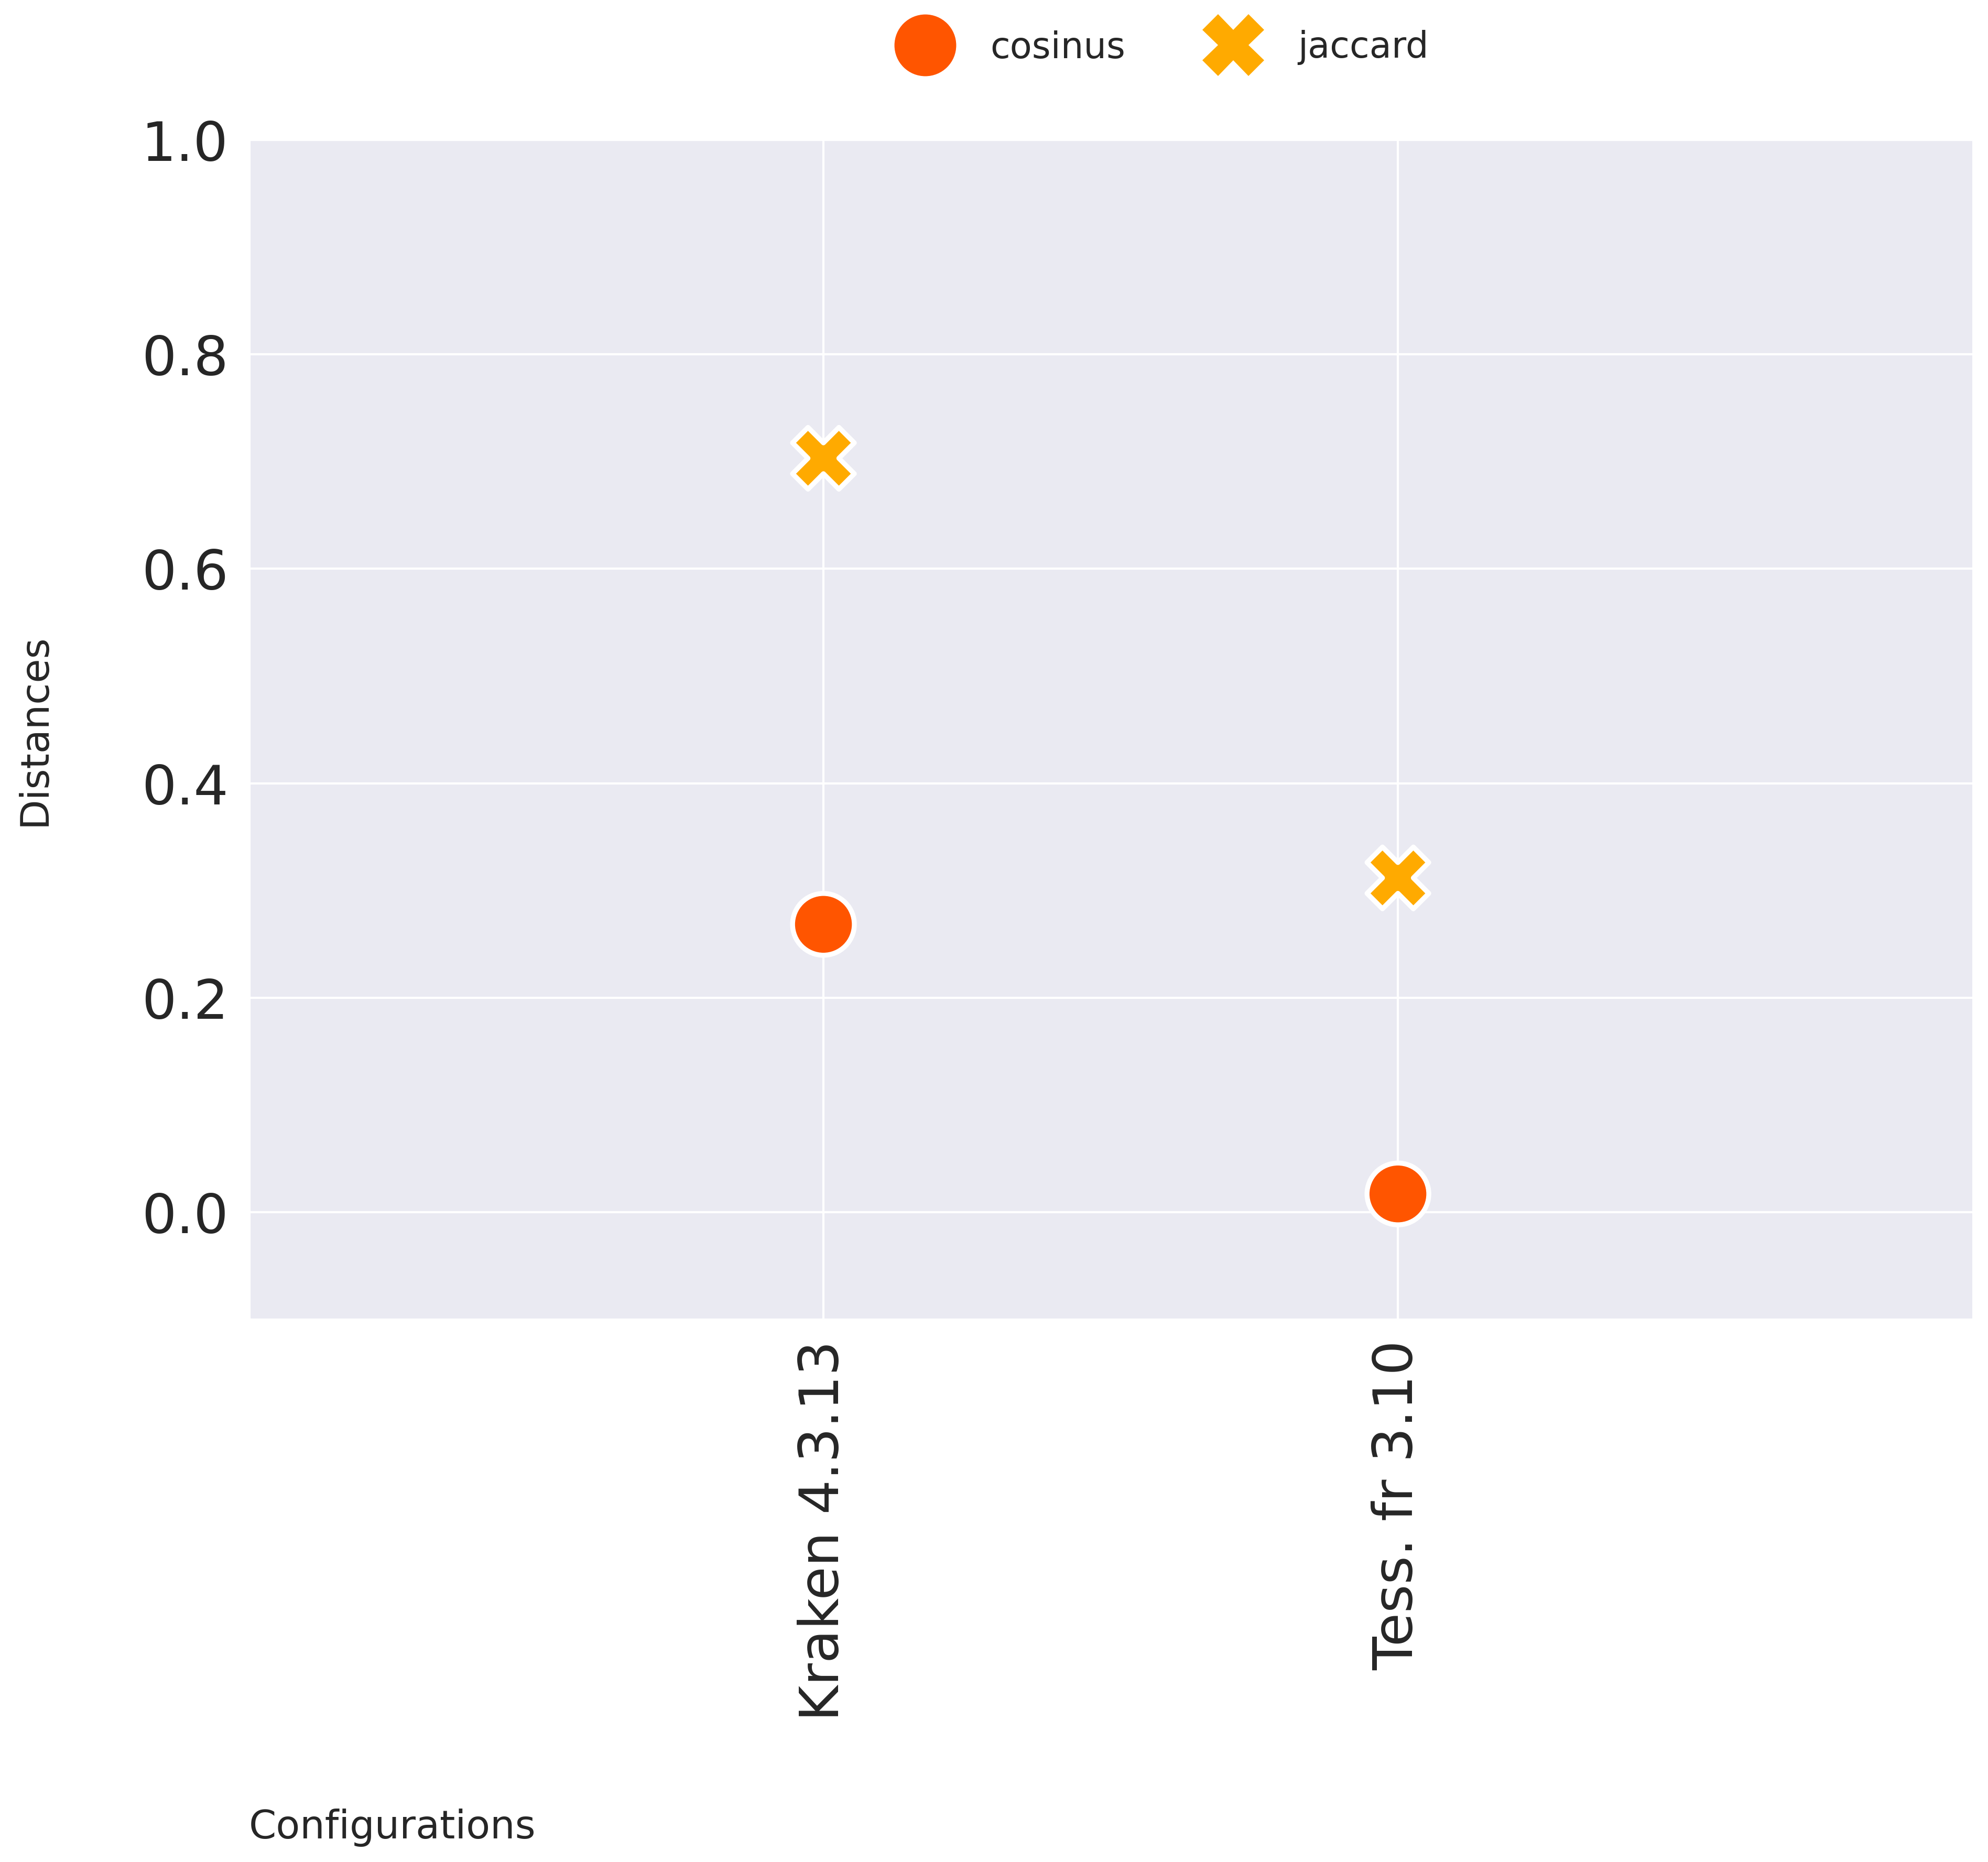 cosinus jaccard
1.0
0.8
0.6
0.4
0.2
0.0
Distances
Kraken 4.3.13
Tess. fr 3.10
Configurations